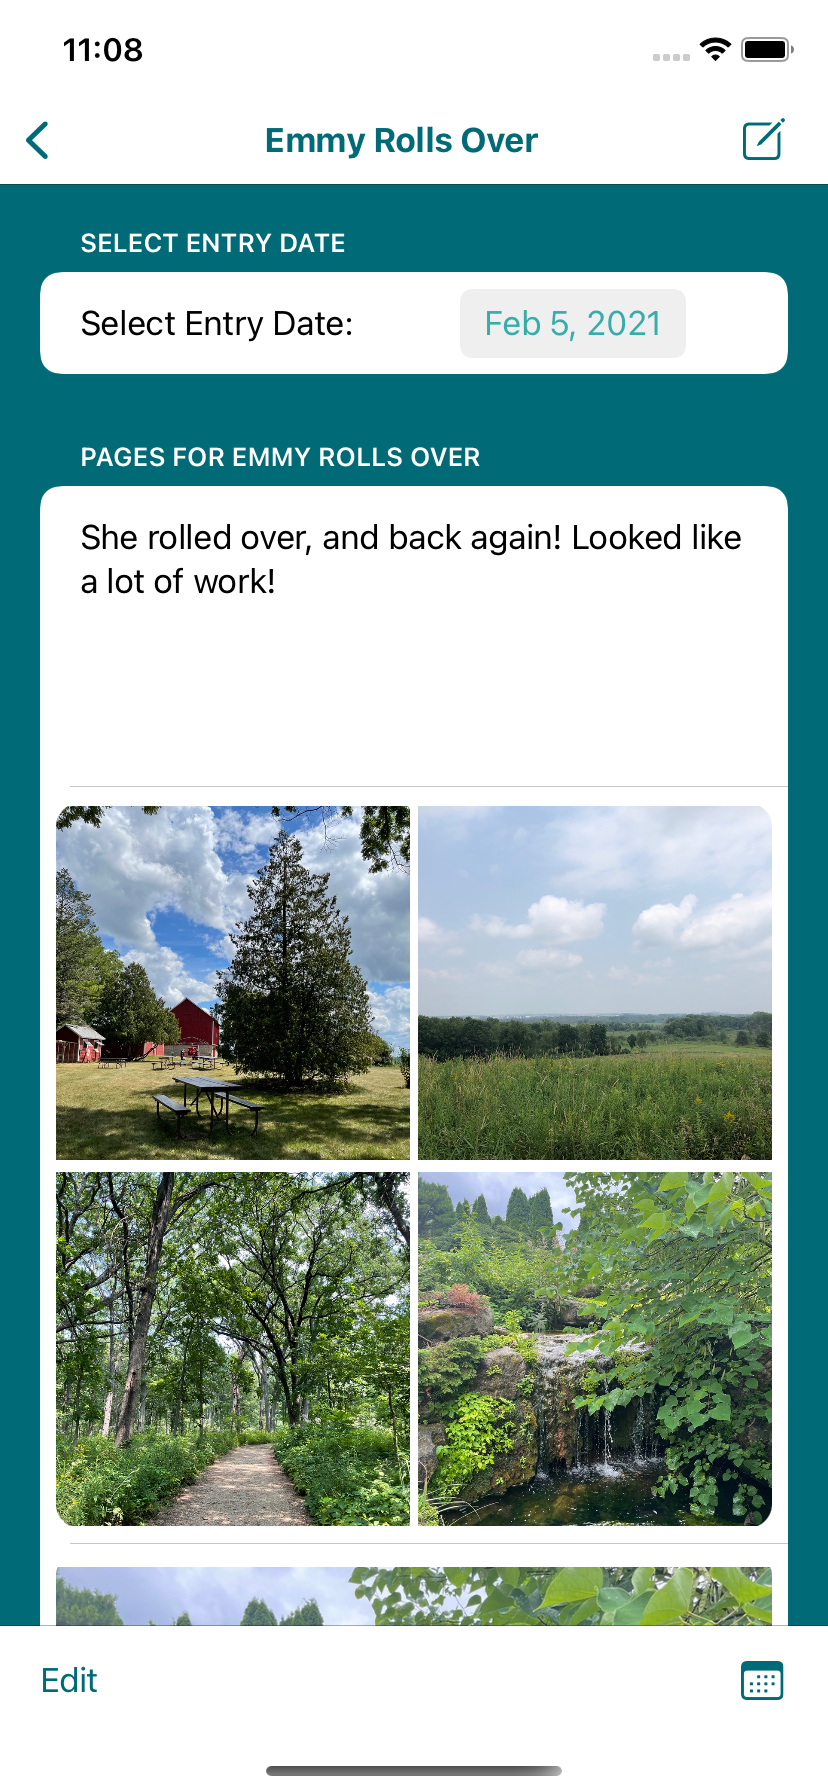 11:08
Emmy Rolls Over
SELECT ENTRY DATE
Select Entry Date:
Feb 5, 2021
PAGES FOR EMMY ROLLS OVER
She rolled over, and back again! Looked like
a lot of work!
Edit